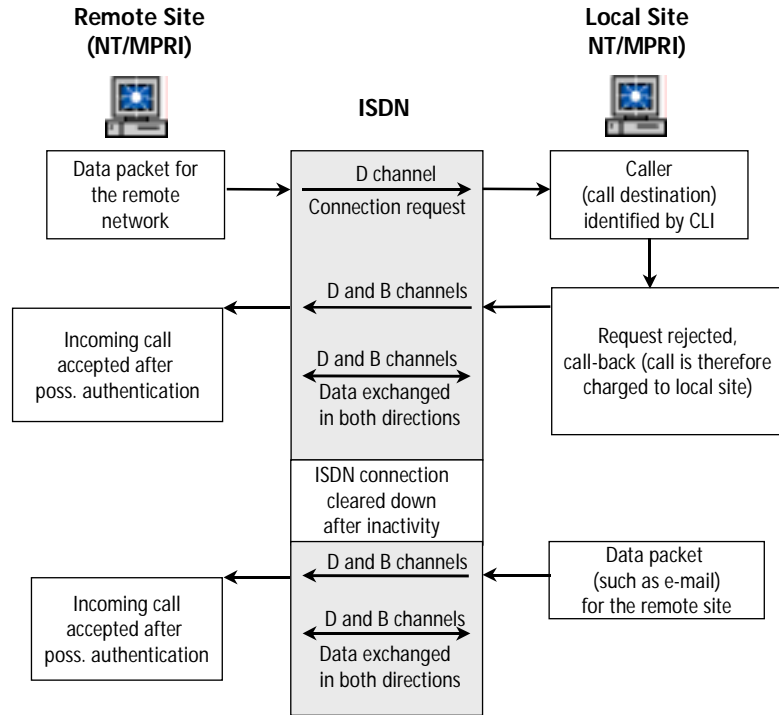 Remote Site
(NT/MPRI)
Local Site
NT/MPRI)
ISDN
Data packet for
the remote
network
D channel
Connection request
Caller
(call destination)
identified by CLI
D and B channels
Incoming call
accepted after
poss. authentication
Request rejected,
call-back (call is therefore
charged to local site)
D and B channels
Data exchanged
in both directions
ISDN connection
cleared down
after inactivity
D and B channels
Data packet
(such as e-mail)
for the remote site
Incoming call
accepted after
poss. authentication
D and B channels
Data exchanged
in both directions